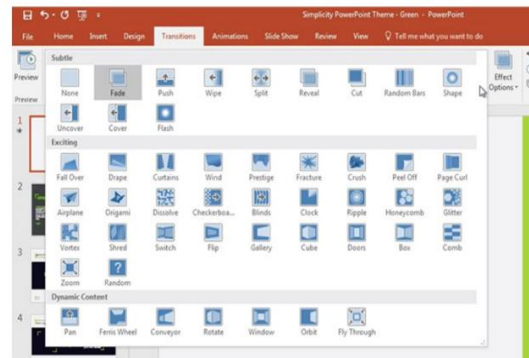 Simplicity PowerPoint Theme - Green - PowerPoint
File Home Insert Design Transitions Animations Slide Show Review View Tell me what you want to do
Preview
Preview
Effect
Options
Subtle
None Fade Push Wipe Split Reveal Cut Random Bars Shape
Uncover Cover Flash
Exciting
Fall Over Drape Curtains Wind Prestige Fracture Crush Peel Off Page Curl
Airplane Origami Dissolve Checkerboa... Blinds Clock Ripple Honeycomb Glitter
Vortex Shred Switch Flip Gallery Cube Doors Box Comb
Zoom Random
Dynamic Content
Pan Ferris Wheel Conveyor Rotate Window Orbit Fly Through
1
2
3
4